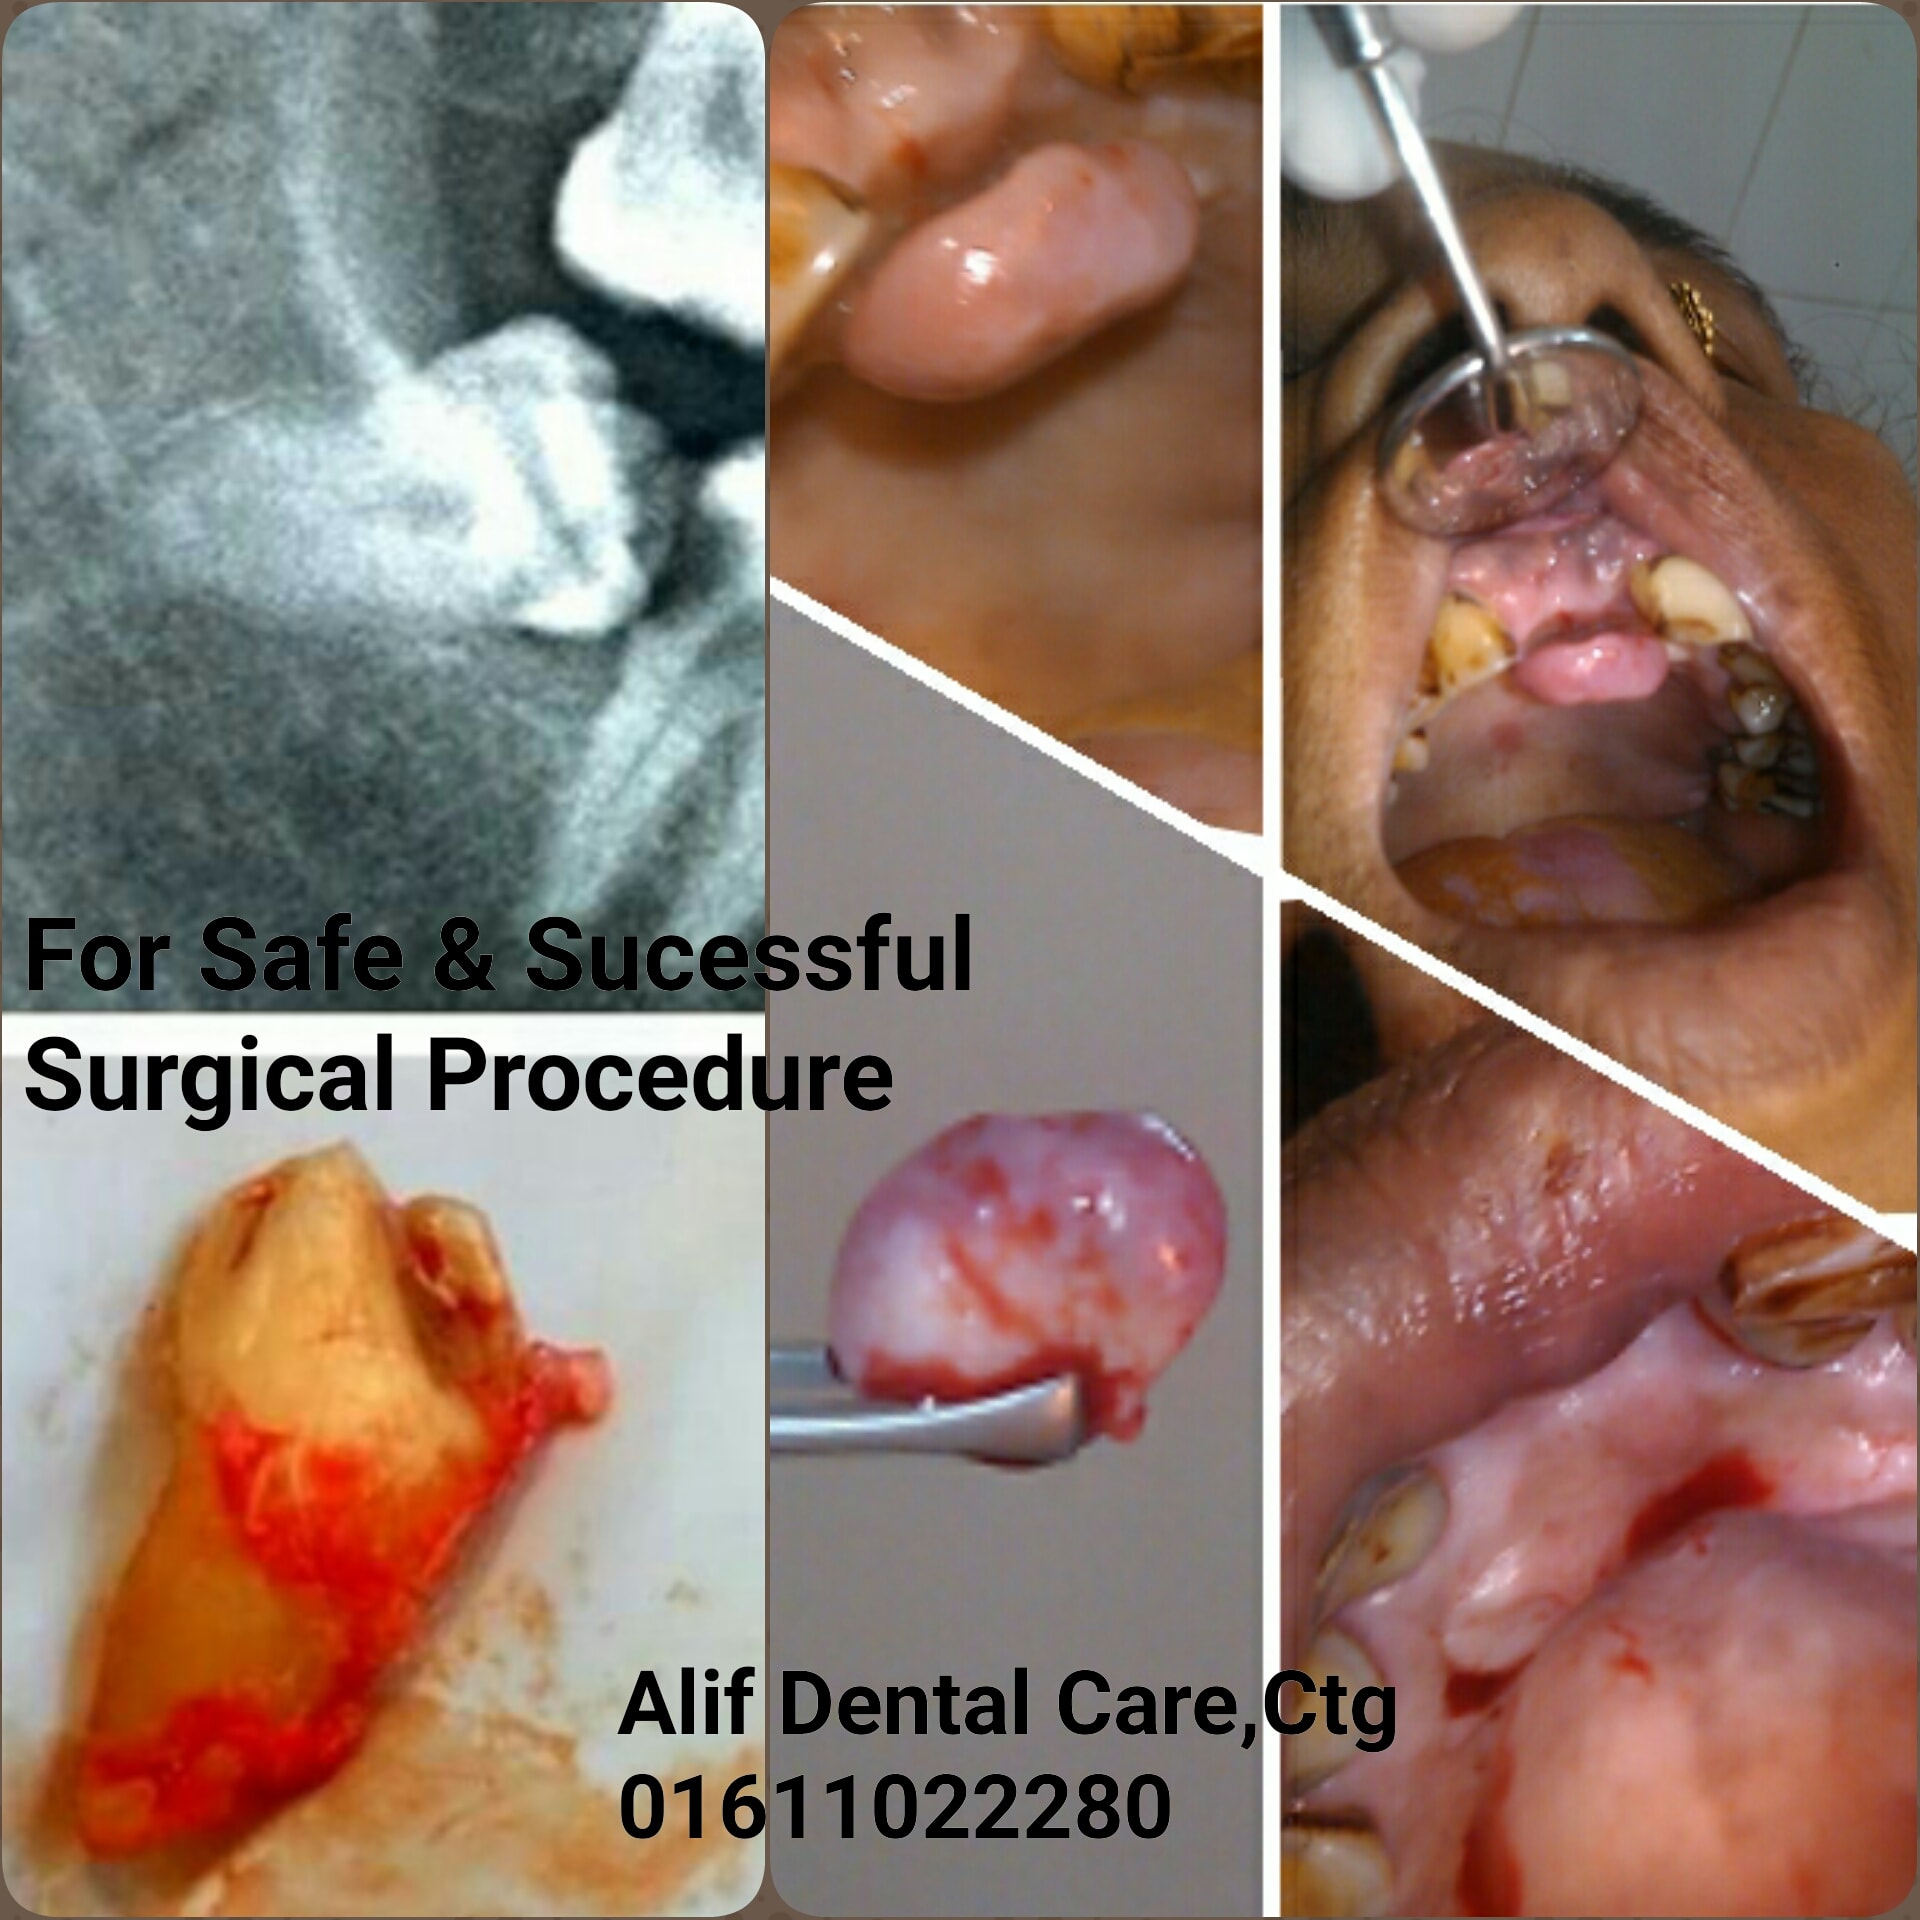 For Safe & Sucessful
Surgical Procedure
Alif Dental Care,Ctg
01611022280